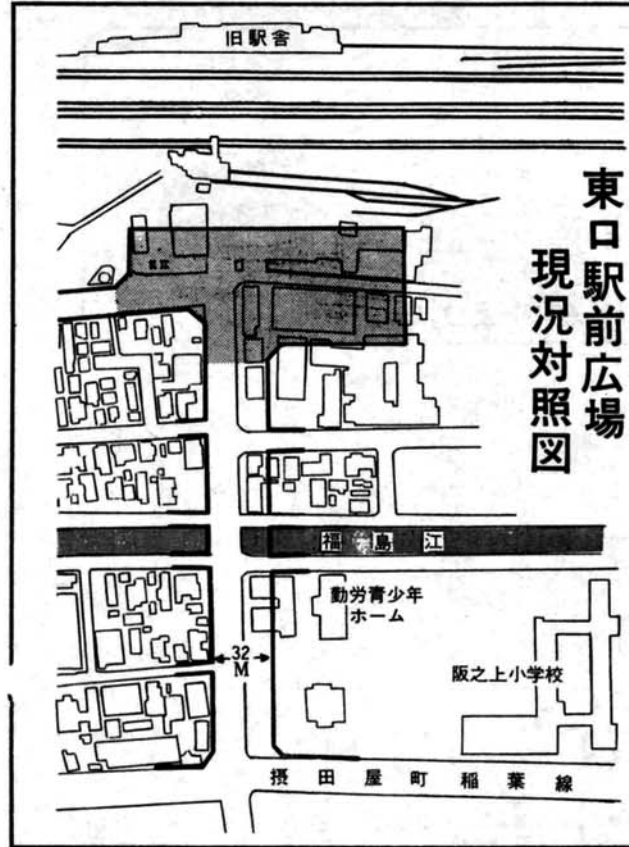 東口駅前広場
現況対照図
旧駅舎
福島江
勤労青少年
ホーム
32
M
阪之上小学校
摂田屋町稲葉線